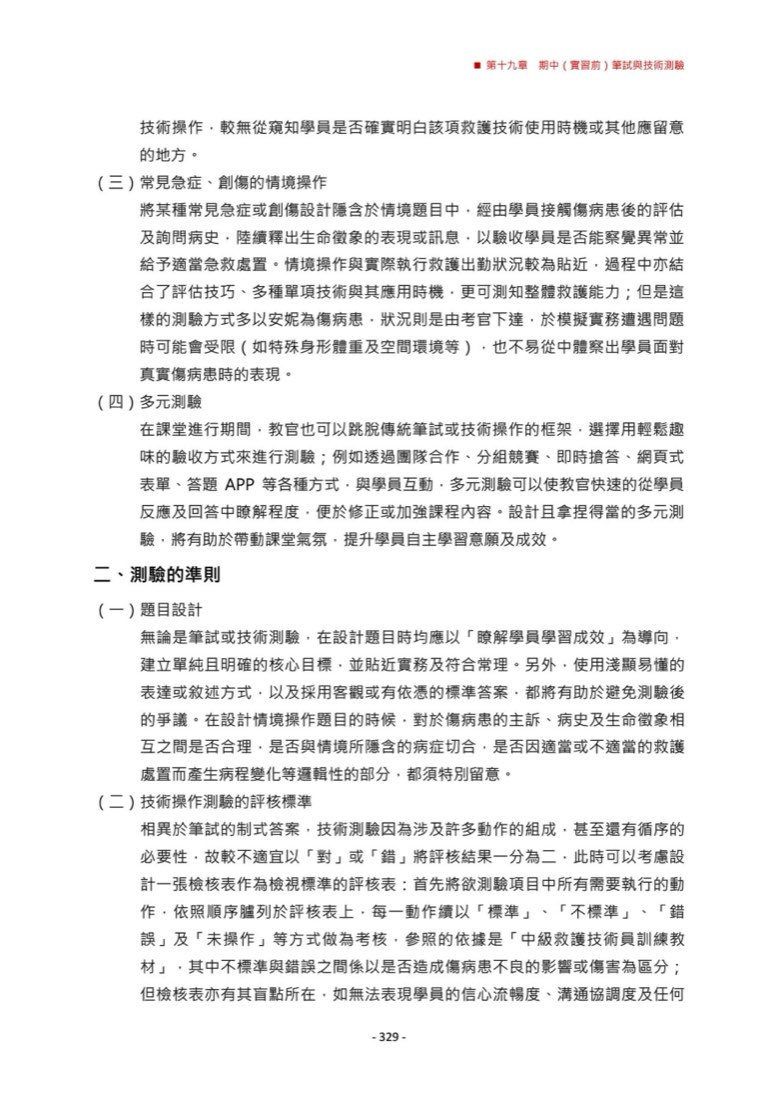 ■ 第十九章　期中（實習前）筆試與技術測驗
技術操作，較無從窺知學員是否確實明白該項救護技術使用時機或其他應留意
的地方。
（三）常見急症、創傷的情境操作
將某種常見急症或創傷設計隱含於情境題目中，經由學員接觸傷病患後的評估
及詢問病史，陸續釋出生命徵象的表現或訊息，以驗收學員是否能察覺異常並
給予適當急救處置。情境操作與實際執行救護出勤狀況較為貼近，過程中亦結
合了評估技巧、多種單項技術與其應用時機，更可測知整體救護能力；但是這
樣的測驗方式多以安妮為傷病患，狀況則是由考官下達，於模擬實務遭遇問題
時可能會受限（如特殊身形體重及空間環境等），也不易從中體察出學員面對
真實傷病患時的表現。
（四）多元測驗
在課堂進行期間，教官也可以跳脫傳統筆試或技術操作的框架，選擇用輕鬆趣
味的驗收方式來進行測驗；例如透過團隊合作、分組競賽、即時搶答、網頁式
表單、答題 APP 等各種方式，與學員互動，多元測驗可以使教官快速的從學員
反應及回答中瞭解程度，便於修正或加強課程內容。設計且拿捏得當的多元測
驗，將有助於帶動課堂氣氛，提升學員自主學習意願及成效。
二、測驗的準則
（一）題目設計
無論是筆試或技術測驗，在設計題目時均應以「瞭解學員學習成效」為導向，
建立單純且明確的核心目標，並貼近實務及符合常理。另外，使用淺顯易懂的
表達或敘述方式，以及採用客觀或有依憑的標準答案，都將有助於避免測驗後
的爭議。在設計情境操作題目的時候，對於傷病患的主訴、病史及生命徵象相
互之間是否合理，是否與情境所隱含的病症切合，是否因適當或不適當的救護
處置而產生病程變化等邏輯性的部分，都須特別留意。
（二）技術操作測驗的評核標準
相異於筆試的制式答案，技術測驗因為涉及許多動作的組成，甚至還有循序的
必要性，故較不適宜以「對」或「錯」將評核結果一分為二，此時可以考慮設
計一張檢核表作為檢視標準的評核表：首先將欲測驗項目中所有需要執行的動
作，依照順序臚列於評核表上，每一動作續以「標準」、「不標準」、「錯
誤」及「未操作」等方式做為考核，參照的依據是「中級救護技術員訓練教
材」，其中不標準與錯誤之間係以是否造成傷病患不良的影響或傷害為區分；
但檢核表亦有其盲點所在，如無法表現學員的信心流暢度、溝通協調度及任何
- 329 -